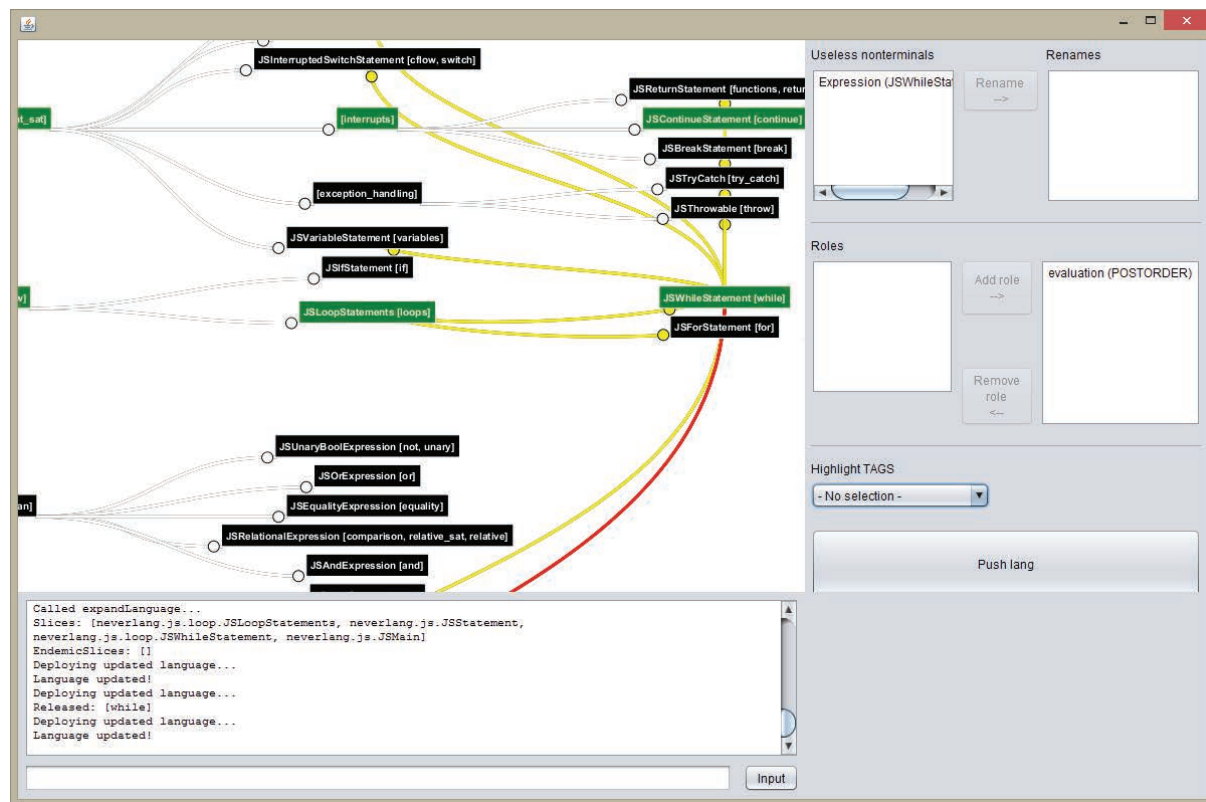 JSInterruptedSwitchStatement [cflow, switch]
JSReturnStatement [functions, retur
t_sat]
[interrupts]
JSContinueStatement [continue]
JSBreakStatement [break]
JSTryCatch [try_catch]
[exception_handling]
JSThrowable [throw]
JSVariableStatement [variables]
JSIfStatement [if]
w]
JSWhileStatement [while]
JSLoopStatements [loops]
JSForStatement [for]
JSUnaryBoolExpression [not, unary]
JSOrExpression [or]
an]
JSEqualityExpression [equality]
JSRelationalExpression [comparison, relative_sat, relative]
JSAndExpression [and]
Useless nonterminals
Renames
Expression (JSWhileStat
Rename
-->
Roles
Add role
-->
evaluation (POSTORDER)
Remove
role
<--
Highlight TAGS
- No selection -
Push lang
Called expandLanguage...
Slices: [neverlang.js.loop.JSLoopStatements, neverlang.js.JSStatement,
neverlang.js.loop.JSWhileStatement, neverlang.js.JSMain]
EndemicSlices: []
Deploying updated language...
Language updated!
Deploying updated language...
Released: [while]
Deploying updated language...
Language updated!
Input